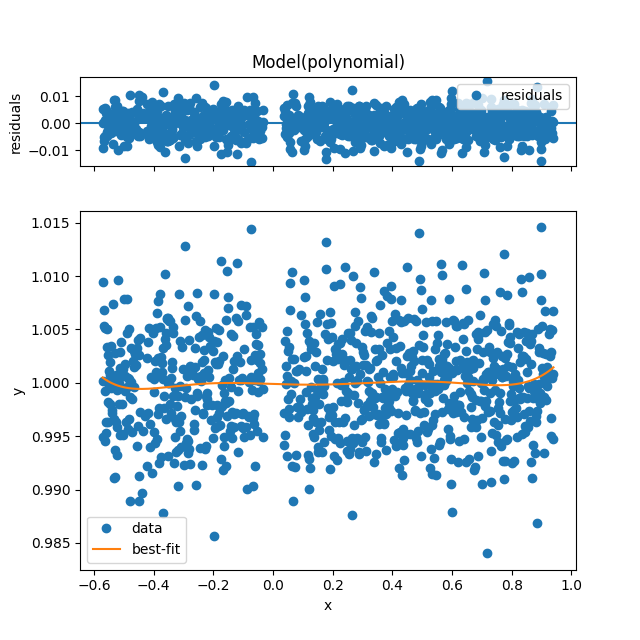 Model(polynomial)
residuals
0.01
0.00
−0.01
residuals
1.015
1.010
1.005
1.000
0.995
0.990
0.985
y
data
best-fit
−0.6 −0.4 −0.2 0.0 0.2 0.4 0.6 0.8 1.0
x